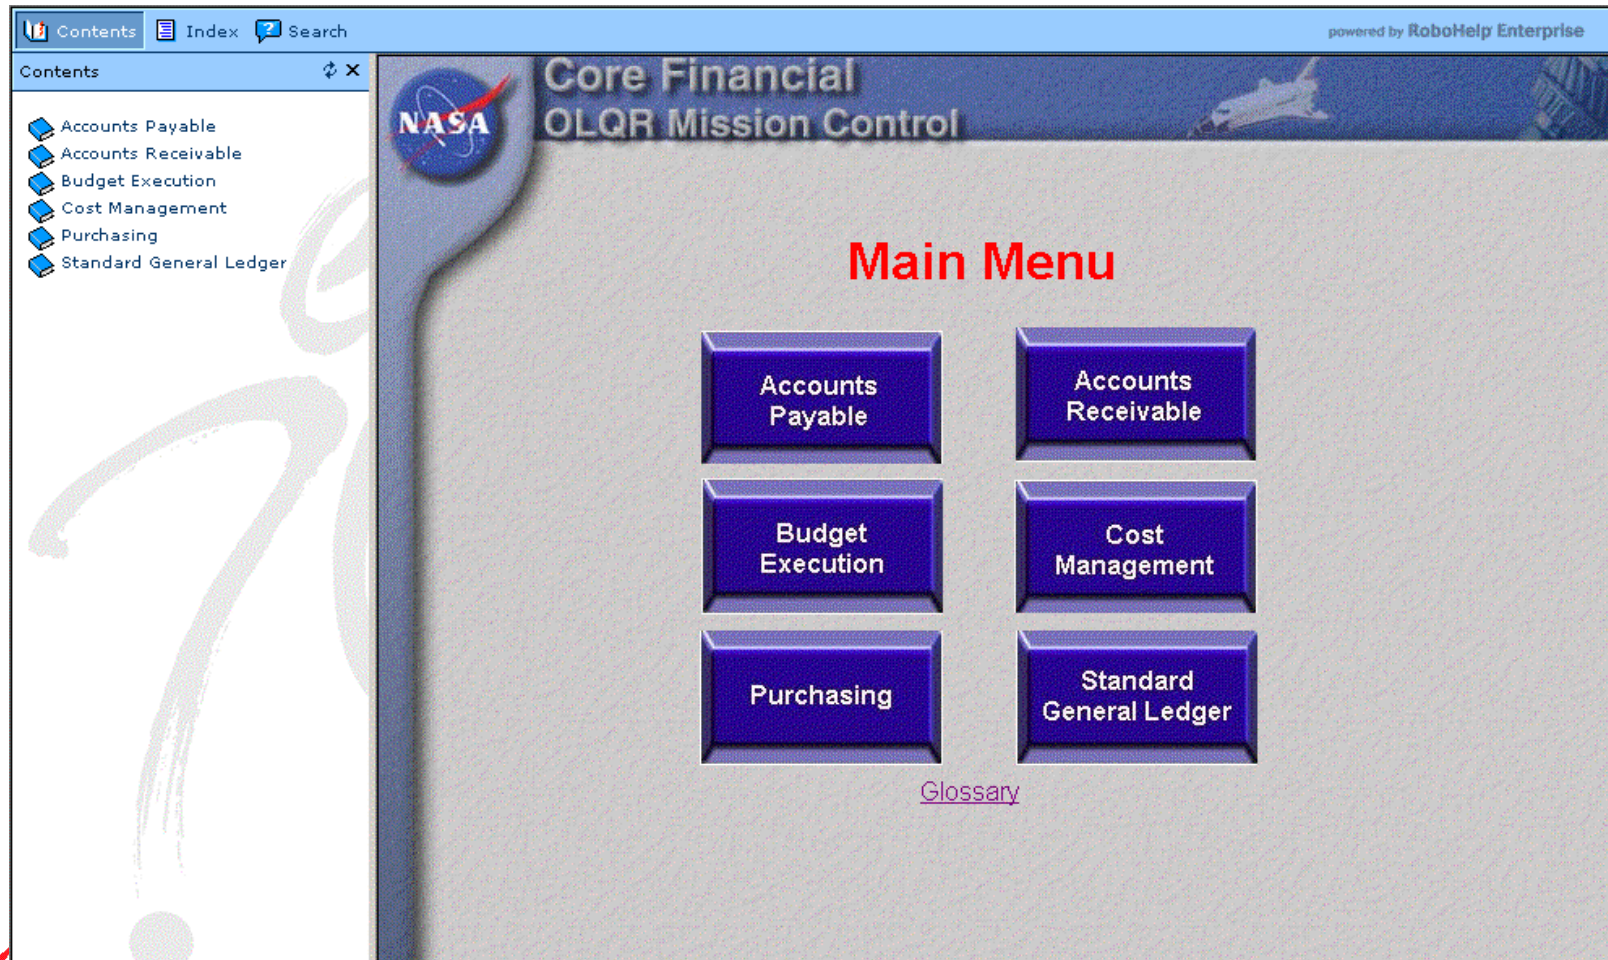 Contents Index Search
powered by RoboHelp Enterprise
Contents
Accounts Payable
Accounts Receivable
Budget Execution
Cost Management
Purchasing
Standard General Ledger
NASA
Core Financial
OLQR Mission Control
Main Menu
Accounts
Payable
Accounts
Receivable
Budget
Execution
Cost
Management
Purchasing
Standard
General Ledger
Glossary